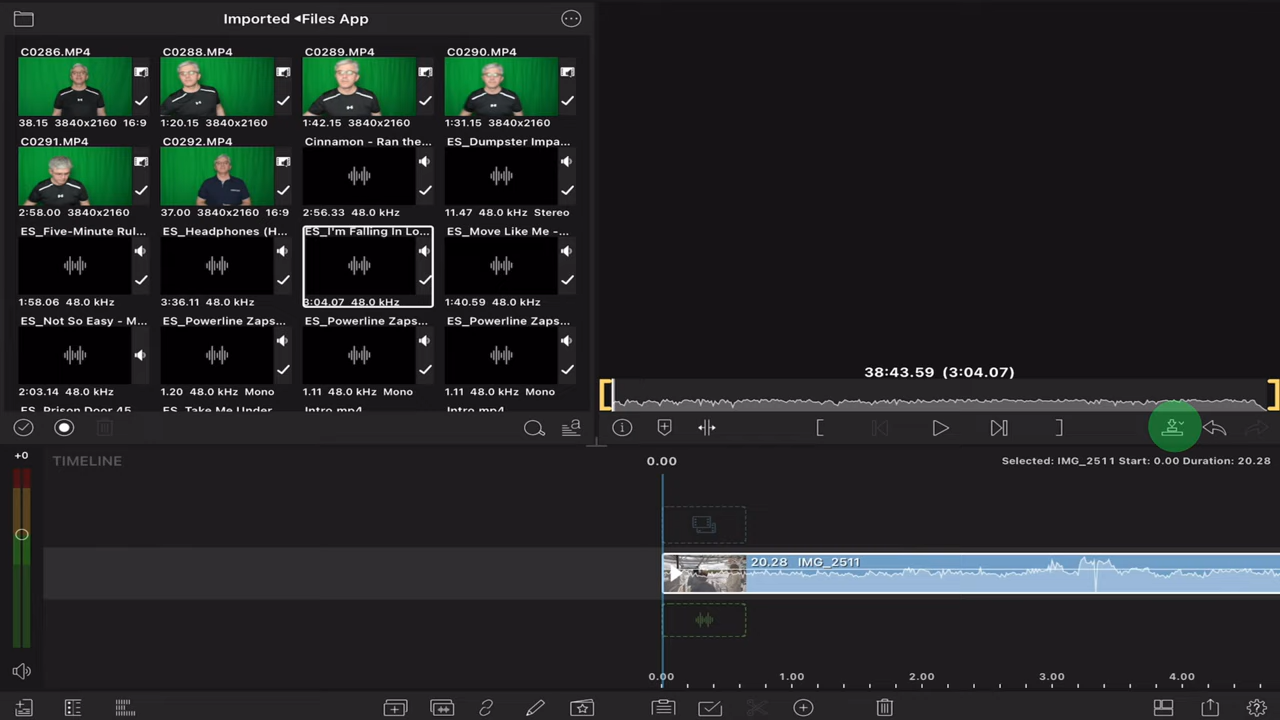 Imported ◂Files App
C0286.MP4 C0288.MP4 C0289.MP4 C0290.MP4
38.15 3840x2160 16:9 1:20.15 3840x2160 1:42.15 3840x2160 1:31.15 3840x2160
C0291.MP4 C0292.MP4 Cinnamon - Ran the... ES_Dumpster Impa...
2:58.00 3840x2160 37.00 3840x2160 16:9 2:56.33 48.0 kHz 11.47 48.0 kHz Stereo
ES_Five-Minute Rul... ES_Headphones (H... ES_I'm Falling In Lo... ES_Move Like Me -...
1:58.06 48.0 kHz 3:36.11 48.0 kHz 3:04.07 48.0 kHz 1:40.59 48.0 kHz
ES_Not So Easy - M... ES_Powerline Zaps... ES_Powerline Zaps... ES_Powerline Zaps...
2:03.14 48.0 kHz 1.20 48.0 kHz Mono 1.11 48.0 kHz Mono 1.11 48.0 kHz Mono
ES_Prison Door 45 ES_Take Me Under Intro.mp4 Intro.mp4
38:43.59 (3:04.07)
+0 TIMELINE 0.00 Selected: IMG_2511 Start: 0.00 Duration: 20.28
20.28 IMG_2511
0.00 1.00 2.00 3.00 4.00